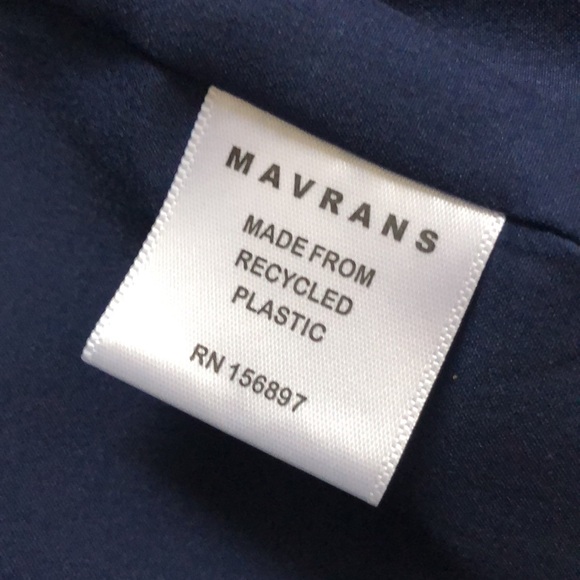 MAVRANS
MADE FROM
RECYCLED
PLASTIC
RN 156897